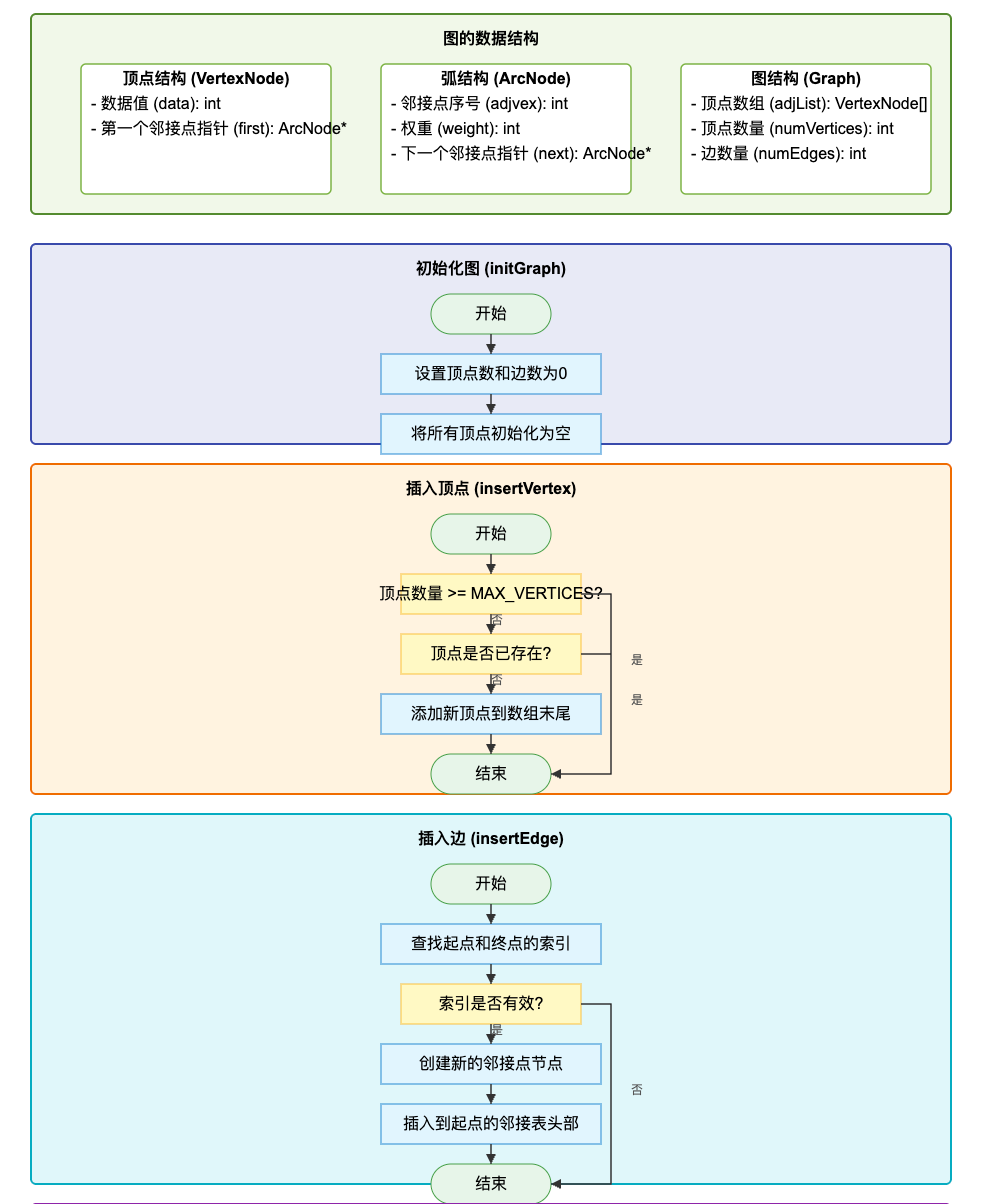 图的数据结构
顶点结构 (VertexNode)
- 数据值 (data): int
- 第一个邻接点指针 (first): ArcNode*
弧结构 (ArcNode)
- 邻接点序号 (adjvex): int
- 权重 (weight): int
- 下一个邻接点指针 (next): ArcNode*
图结构 (Graph)
- 顶点数组 (adjList): VertexNode[]
- 顶点数量 (numVertices): int
- 边数量 (numEdges): int
初始化图 (initGraph)
开始
设置顶点数和边数为0
将所有顶点初始化为空
插入顶点 (insertVertex)
开始
顶点数量 >= MAX_VERTICES?
否
顶点是否已存在?
是
否
是
添加新顶点到数组末尾
结束
插入边 (insertEdge)
开始
查找起点和终点的索引
索引是否有效?
是
创建新的邻接点节点
否
插入到起点的邻接表头部
结束